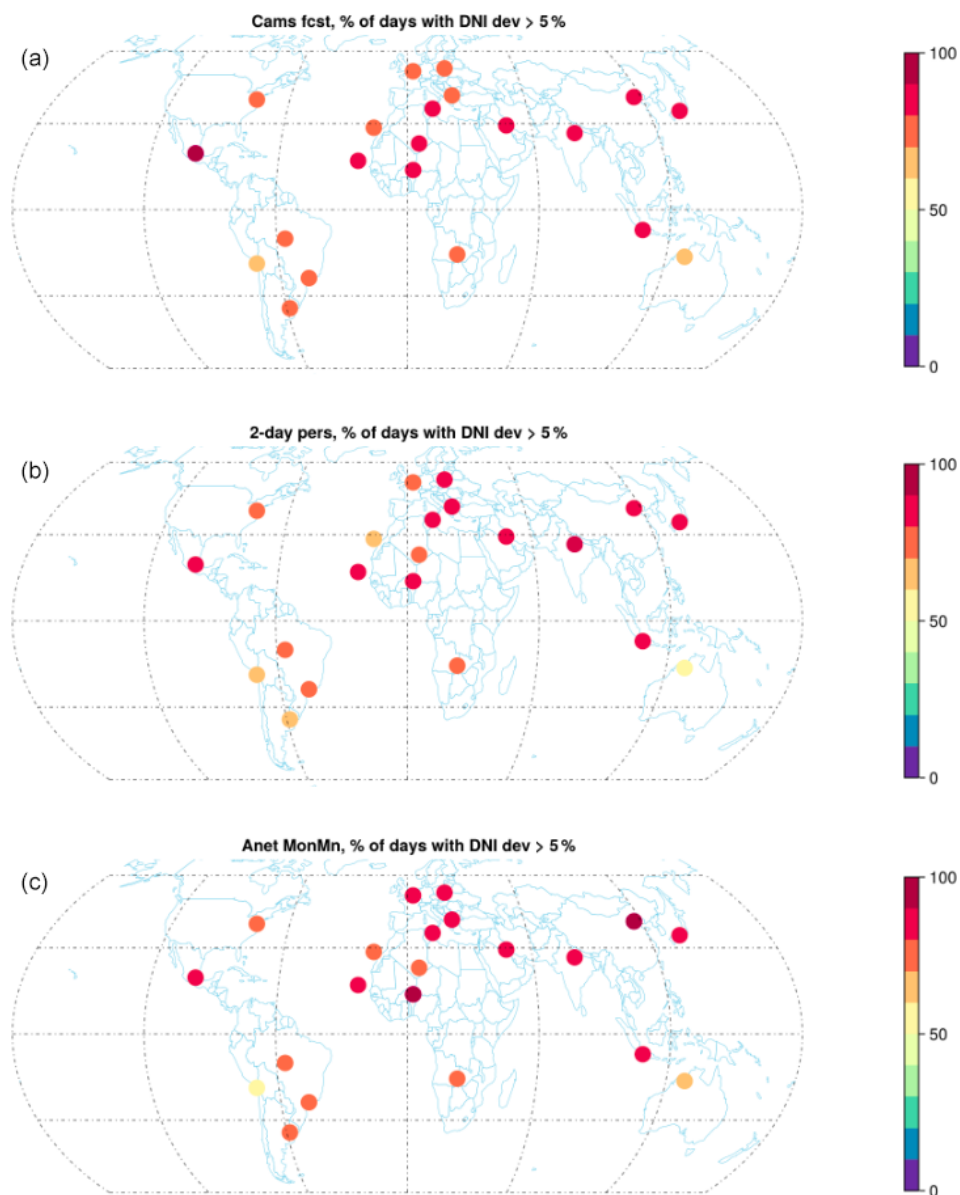 Cams fcst, % of days with DNI dev > 5 %
(a)
100
50
0
2-day pers, % of days with DNI dev > 5 %
(b)
100
50
0
Anet MonMn, % of days with DNI dev > 5 %
(c)
100
50
0